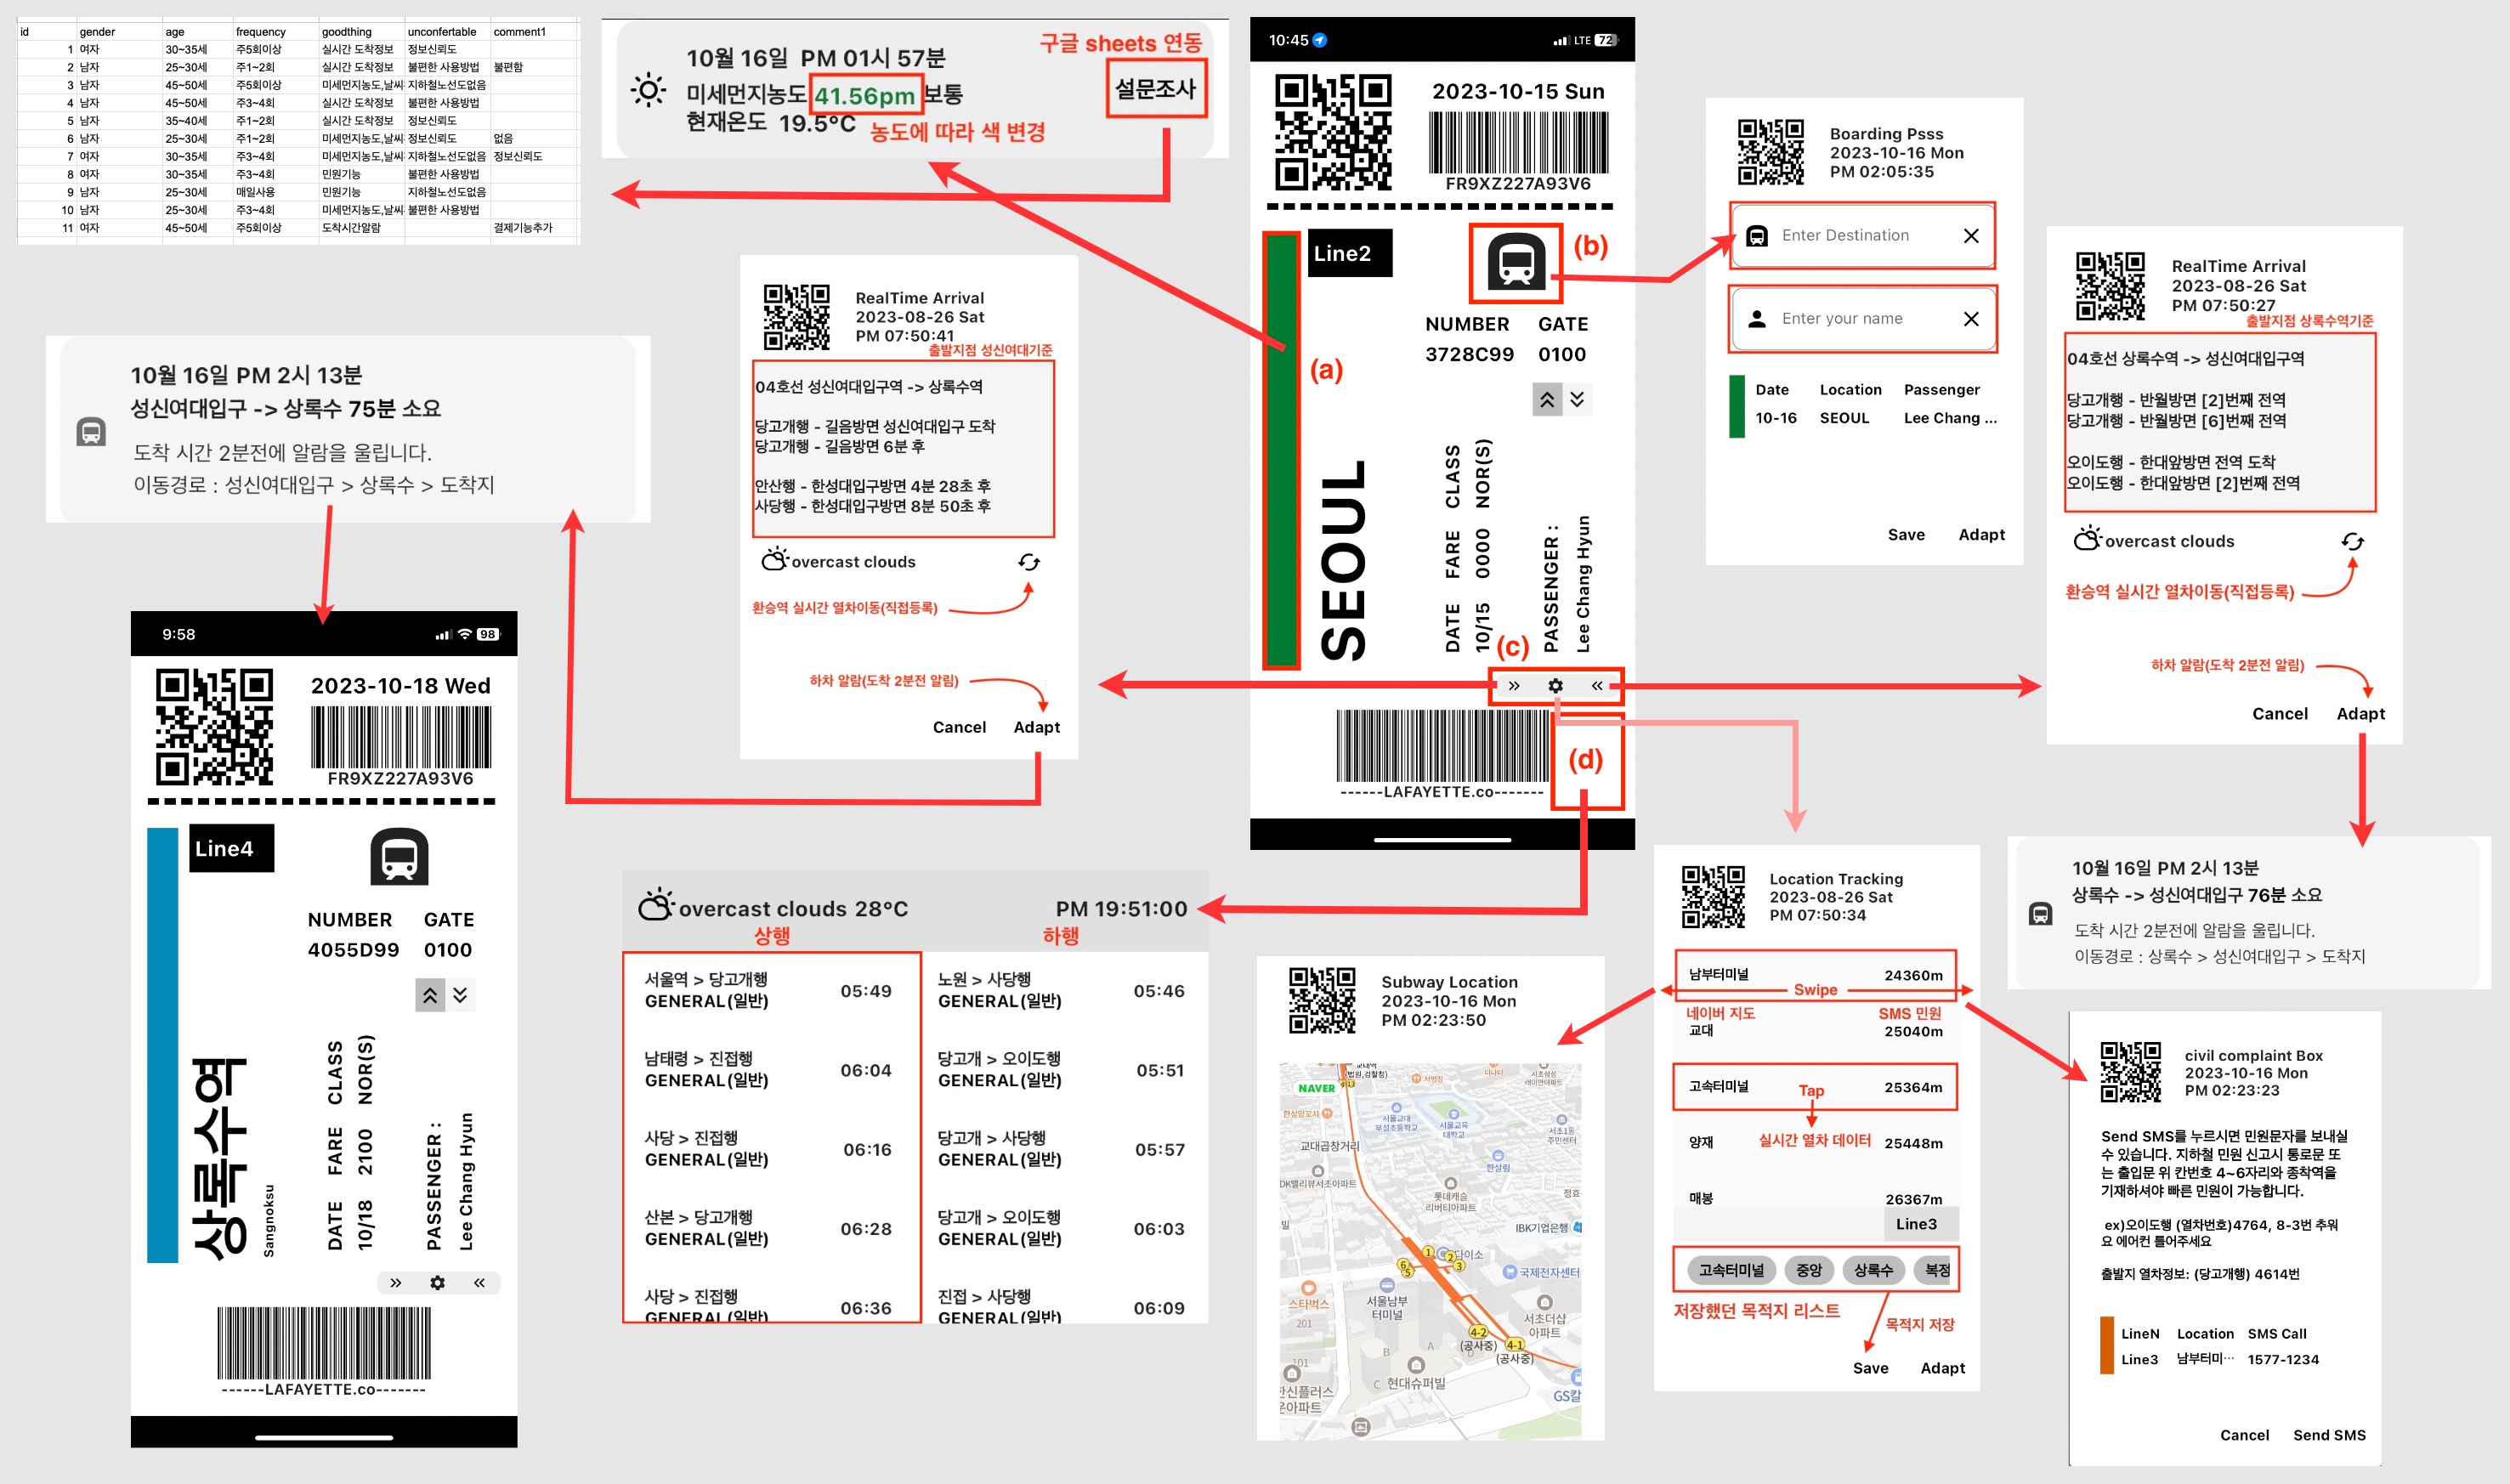 id gender age frequency goodthing unconfertable comment1
1 여자 30~35세 주5회이상 실시간 도착정보 정보신뢰도
2 남자 25~30세 주1~2회 실시간 도착정보 불편한 사용방법 불편함
3 남자 45~50세 주5회이상 미세먼지농도,날씨 지하철노선도없음
4 남자 45~50세 주3~4회 실시간 도착정보 불편한 사용방법
5 남자 35~40세 주1~2회 실시간 도착정보 정보신뢰도
6 남자 25~30세 주1~2회 미세먼지농도,날씨 정보신뢰도 없음
7 여자 30~35세 주3~4회 미세먼지농도,날씨 지하철노선도없음 정보신뢰도
8 여자 30~35세 주3~4회 민원기능 불편한 사용방법
9 남자 25~30세 매일사용 민원기능 지하철노선도없음
10 남자 25~30세 주3~4회 미세먼지농도,날씨 불편한 사용방법
11 여자 45~50세 주5회이상 도착시간알람 결제기능추가
구글 sheets 연동
10월 16일 PM 01시 57분
미세먼지농도 41.56pm 보통
현재온도 19.5°C
설문조사
농도에 따라 색 변경
10:45 LTE 72
2023-10-15 Sun
FR9XZ227A93V6
Line2
(a)
(b)
NUMBER GATE
3728C99 0100
SEOUL
DATE FARE CLASS
10/15 0000 NOR(S)
PASSENGER :
Lee Chang Hyun
(c)
(d)
------LAFAYETTE.co-------
Boarding Psss
2023-10-16 Mon
PM 02:05:35
Enter Destination
Enter your name
Date Location Passenger
10-16 SEOUL Lee Chang ...
Save Adapt
RealTime Arrival
2023-08-26 Sat
PM 07:50:27
출발지점 상록수역기준
04호선 상록수역 -> 성신여대입구역
당고개행 - 반월방면 [2]번째 전역
당고개행 - 반월방면 [6]번째 전역
오이도행 - 한대앞방면 전역 도착
오이도행 - 한대앞방면 [2]번째 전역
overcast clouds
환승역 실시간 열차이동(직접등록)
하차 알람(도착 2분전 알림)
Cancel Adapt
RealTime Arrival
2023-08-26 Sat
PM 07:50:41
출발지점 성신여대기준
04호선 성신여대입구역 -> 상록수역
당고개행 - 길음방면 성신여대입구 도착
당고개행 - 길음방면 6분 후
안산행 - 한성대입구방면 4분 28초 후
사당행 - 한성대입구방면 8분 50초 후
overcast clouds
환승역 실시간 열차이동(직접등록)
하차 알람(도착 2분전 알림)
Cancel Adapt
10월 16일 PM 2시 13분
성신여대입구 -> 상록수 75분 소요
도착 시간 2분전에 알람을 울립니다.
이동경로 : 성신여대입구 > 상록수 > 도착지
9:58 98
2023-10-18 Wed
FR9XZ227A93V6
Line4
NUMBER GATE
4055D99 0100
상록수역
Sangnoksu
DATE FARE CLASS
10/18 2100 NOR(S)
PASSENGER :
Lee Chang Hyun
------LAFAYETTE.co-------
overcast clouds 28°C PM 19:51:00
상행 하행
서울역 > 당고개행 05:49
GENERAL(일반)
남태령 > 진접행 06:04
GENERAL(일반)
사당 > 진접행 06:16
GENERAL(일반)
산본 > 당고개행 06:28
GENERAL(일반)
사당 > 진접행 06:36
GENERAL(일반)
노원 > 사당행 05:46
GENERAL(일반)
당고개 > 오이도행 05:51
GENERAL(일반)
당고개 > 사당행 05:57
GENERAL(일반)
당고개 > 오이도행 06:03
GENERAL(일반)
진접 > 사당행 06:09
GENERAL(일반)
Subway Location
2023-10-16 Mon
PM 02:23:50
NAVER
교대곱창거리
서울교대
부설초등학교
서울교육
대학교
서초1동
주민센터
한살림
롯데캐슬
리버티아파트
IBK기업은행
다이소
국제전자센터
스타벅스
서울남부
터미널
서초더샵
아파트
1
2
3
6
5
4-2
(공사중)
4-1
(공사중)
201
101
A
B
C 현대슈퍼빌
한신플러스
운아파트
GS칼
Location Tracking
2023-08-26 Sat
PM 07:50:34
남부터미널 24360m
Swipe
네이버 지도 SMS 민원
교대 25040m
고속터미널 25364m
Tap
실시간 열차 데이터
양재 25448m
매봉 26367m
Line3
고속터미널 중앙 상록수 복정
저장했던 목적지 리스트
목적지 저장
Save Adapt
10월 16일 PM 2시 13분
상록수 -> 성신여대입구 76분 소요
도착 시간 2분전에 알람을 울립니다.
이동경로 : 상록수 > 성신여대입구 > 도착지
civil complaint Box
2023-10-16 Mon
PM 02:23:23
Send SMS를 누르시면 민원문자를 보내실
수 있습니다. 지하철 민원 신고시 통로문 또
는 출입문 위 칸번호 4~6자리와 종착역을
기재하셔야 빠른 민원이 가능합니다.
ex)오이도행 (열차번호)4764, 8-3번 추워
요 에어컨 틀어주세요
출발지 열차정보: (당고개행) 4614번
LineN Location SMS Call
Line3 남부터미… 1577-1234
Cancel Send SMS